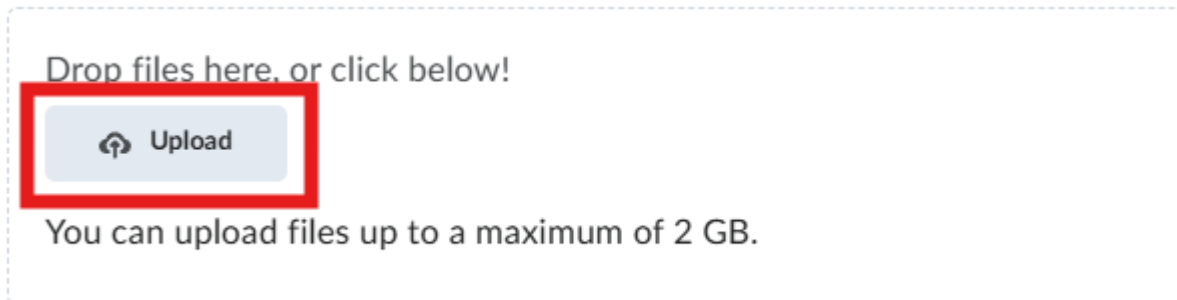 Drop files here, or click below!
Upload
You can upload files up to a maximum of 2 GB.